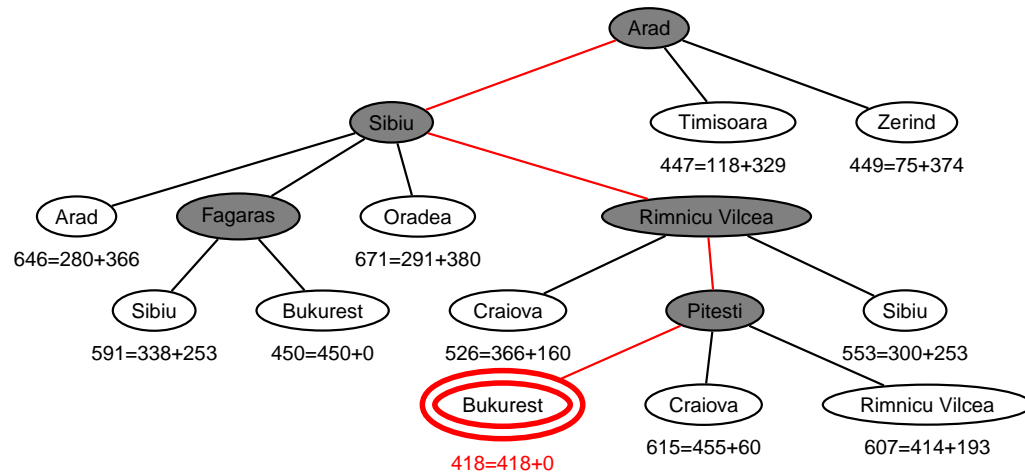 Arad
Sibiu
Timisoara
Zerind
447=118+329
449=75+374
Arad
Fagaras
Oradea
Rimnicu Vilcea
646=280+366
671=291+380
Sibiu
Bukurest
Craiova
Pitesti
Sibiu
591=338+253
450=450+0
526=366+160
553=300+253
Bukurest
Craiova
Rimnicu Vilcea
418=418+0
615=455+60
607=414+193